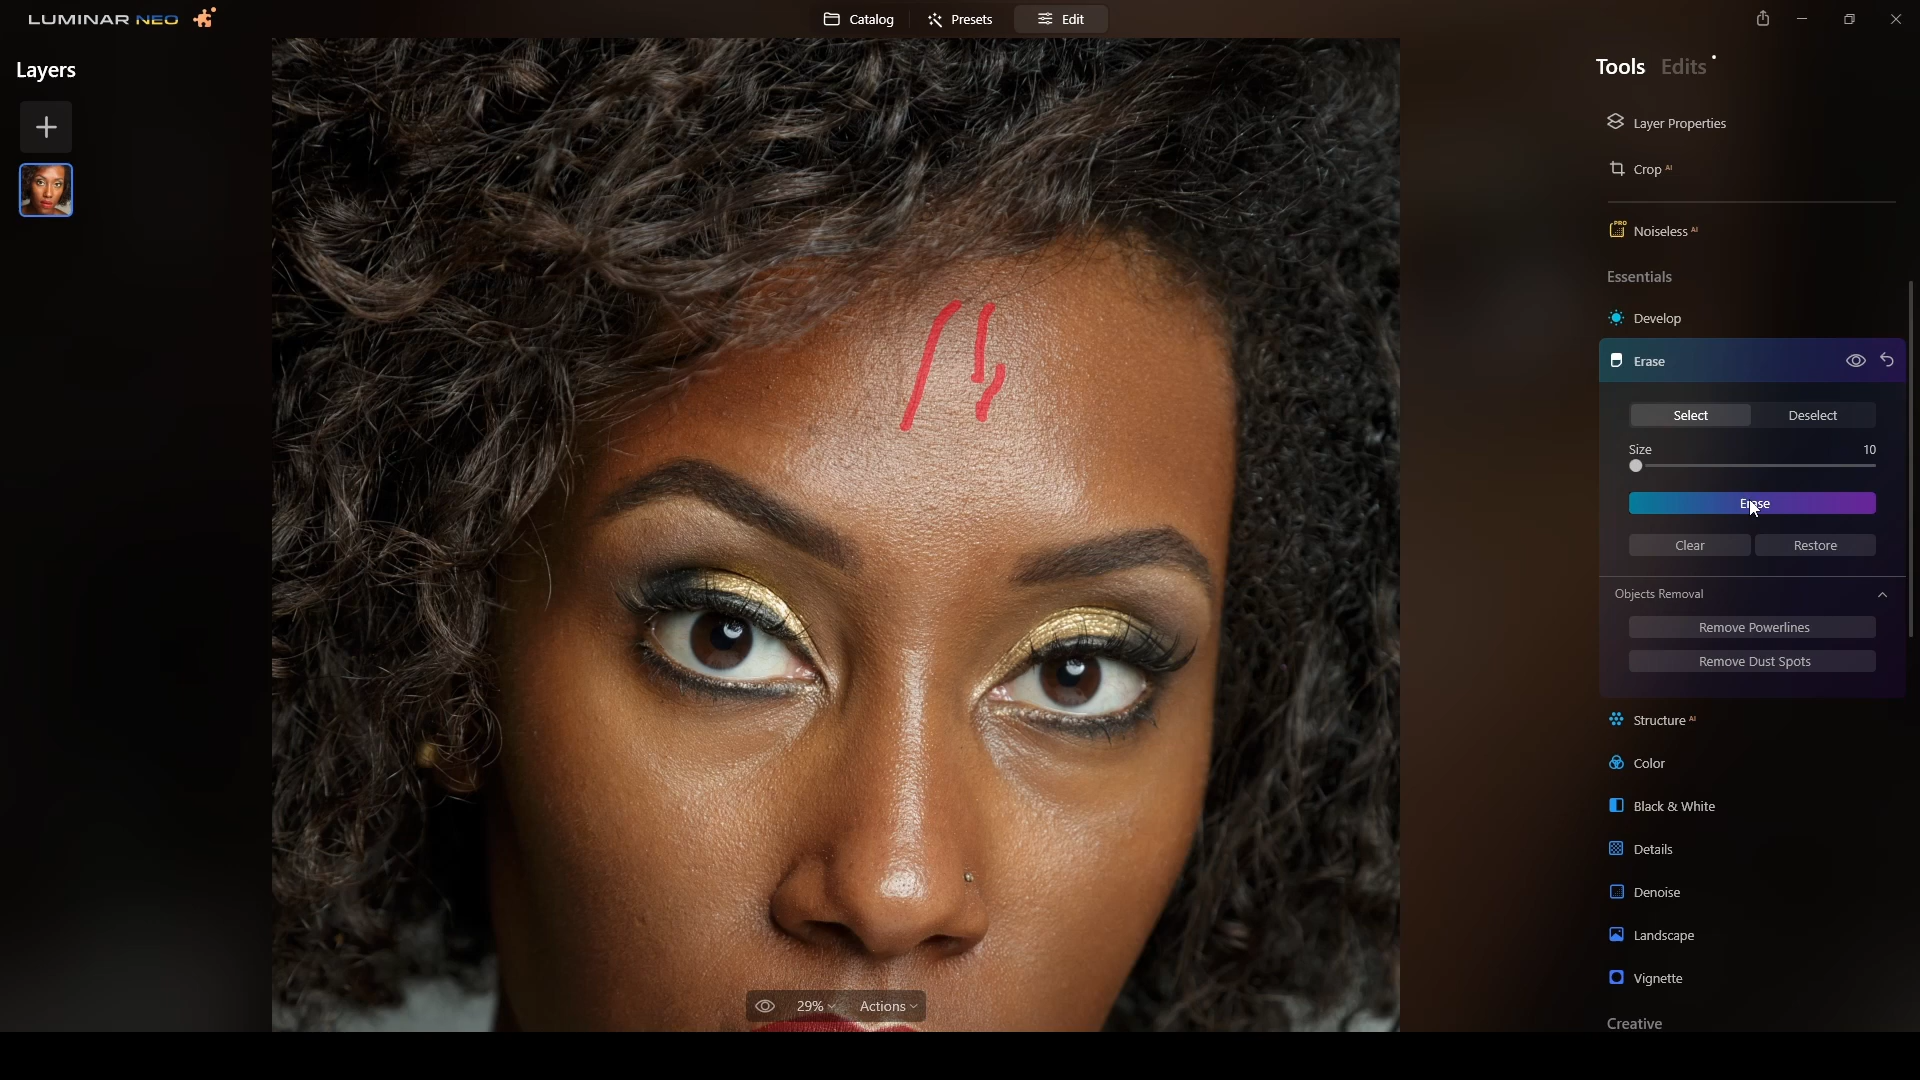 LUMINAR NEO
Catalog
Presets
Edit
Layers
Tools Edits
Layer Properties
Crop AI
PRO
Noiseless AI
Essentials
Develop
Erase
Select Deselect
Size 10
Erase
Clear Restore
Objects Removal
Remove Powerlines
Remove Dust Spots
Structure AI
Color
Black & White
Details
Denoise
Landscape
Vignette
Creative
29% Actions